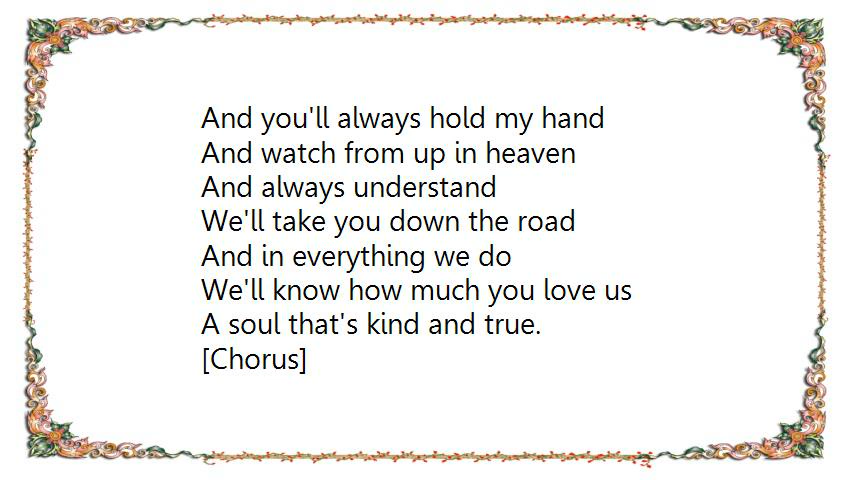 And you'll always hold my hand
And watch from up in heaven
And always understand
We'll take you down the road
And in everything we do
We'll know how much you love us
A soul that's kind and true.
[Chorus]